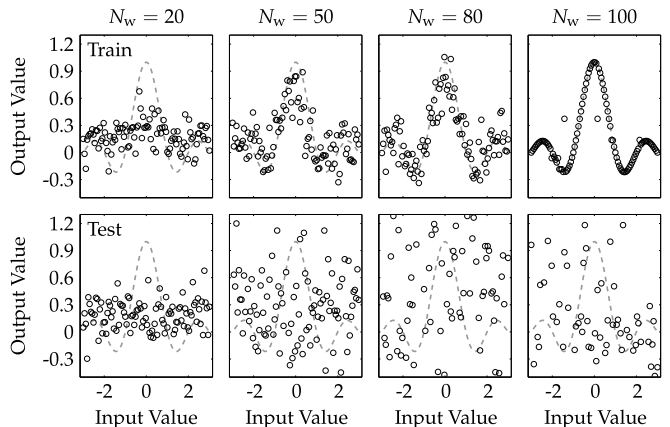 N_w = 20 N_w = 50 N_w = 80 N_w = 100
Train
Output Value
1.2
0.9
0.6
0.3
0
-0.3
Test
Output Value
1.2
0.9
0.6
0.3
0
-0.3
-2 0 2 -2 0 2 -2 0 2 -2 0 2
Input Value Input Value Input Value Input Value